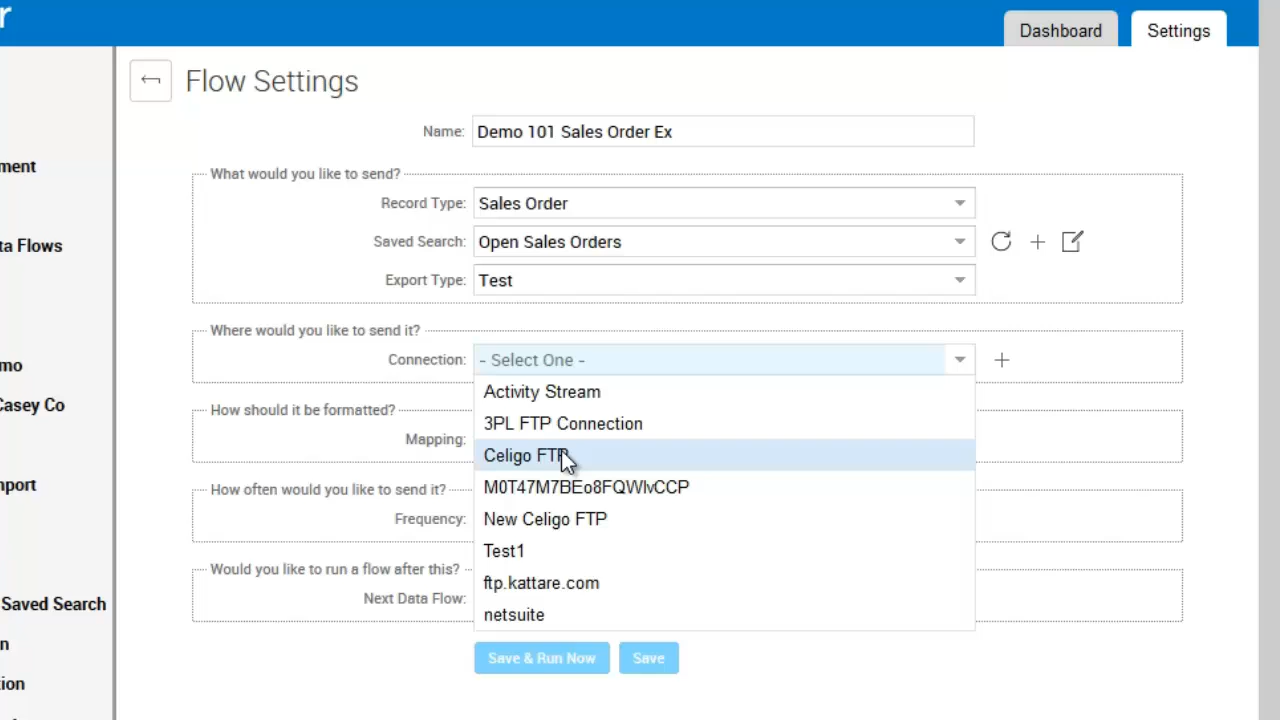 r
Dashboard
Settings
Flow Settings
Name: Demo 101 Sales Order Ex
ment
What would you like to send?
Record Type: Sales Order
ta Flows
Saved Search: Open Sales Orders
Export Type: Test
Where would you like to send it?
mo
Connection: - Select One -
Activity Stream
Casey Co
How should it be formatted?
3PL FTP Connection
Mapping:
Celigo FTP
mport
How often would you like to send it?
M0T47M7BEo8FQWIvCCP
Frequency:
New Celigo FTP
Test1
Would you like to run a flow after this?
ftp.kattare.com
Saved Search
Next Data Flow:
netsuite
n
Save & Run Now
Save
tion